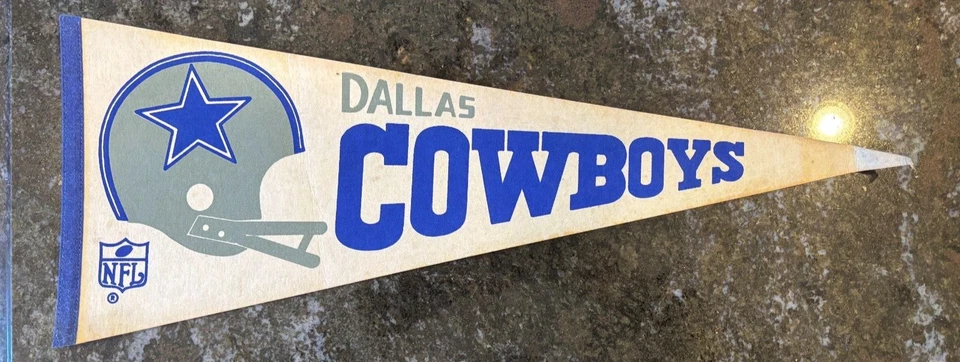 DALLAS
COWBOYS
NFL
®